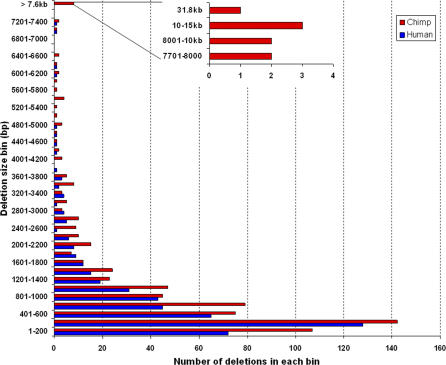 > 7.6kb
7201-7400
6801-7000
6401-6600
6001-6200
5601-5800
5201-5400
4801-5000
4401-4600
4001-4200
3601-3800
3201-3400
2801-3000
2401-2600
2001-2200
1601-1800
1201-1400
801-1000
401-600
1-200
Deletion size bin (bp)
0 20 40 60 80 100 120 140 160
Number of deletions in each bin
31.8kb
10-15kb
8001-10kb
7701-8000
0 1 2 3 4
Chimp
Human